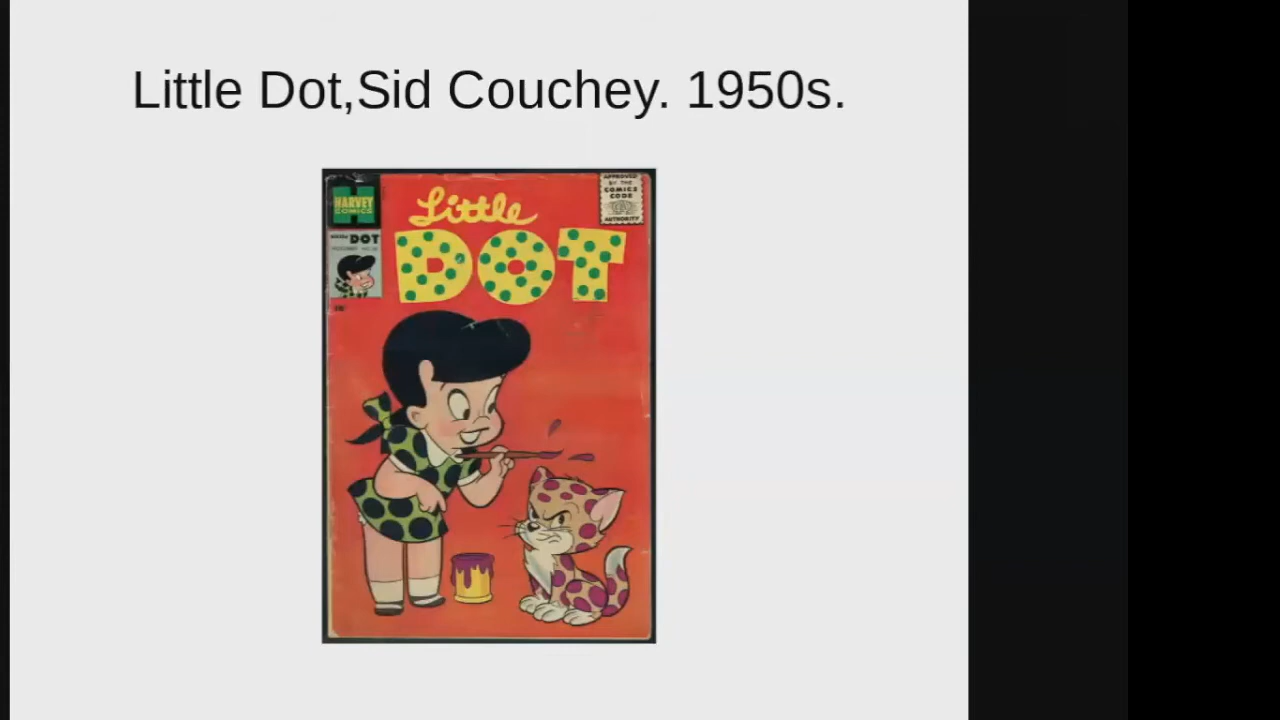 Little Dot,Sid Couchey. 1950s.
HARVEY
COMICS
Little
DOT
APPROVED
BY THE
COMICS
CODE
AUTHORITY
little DOT